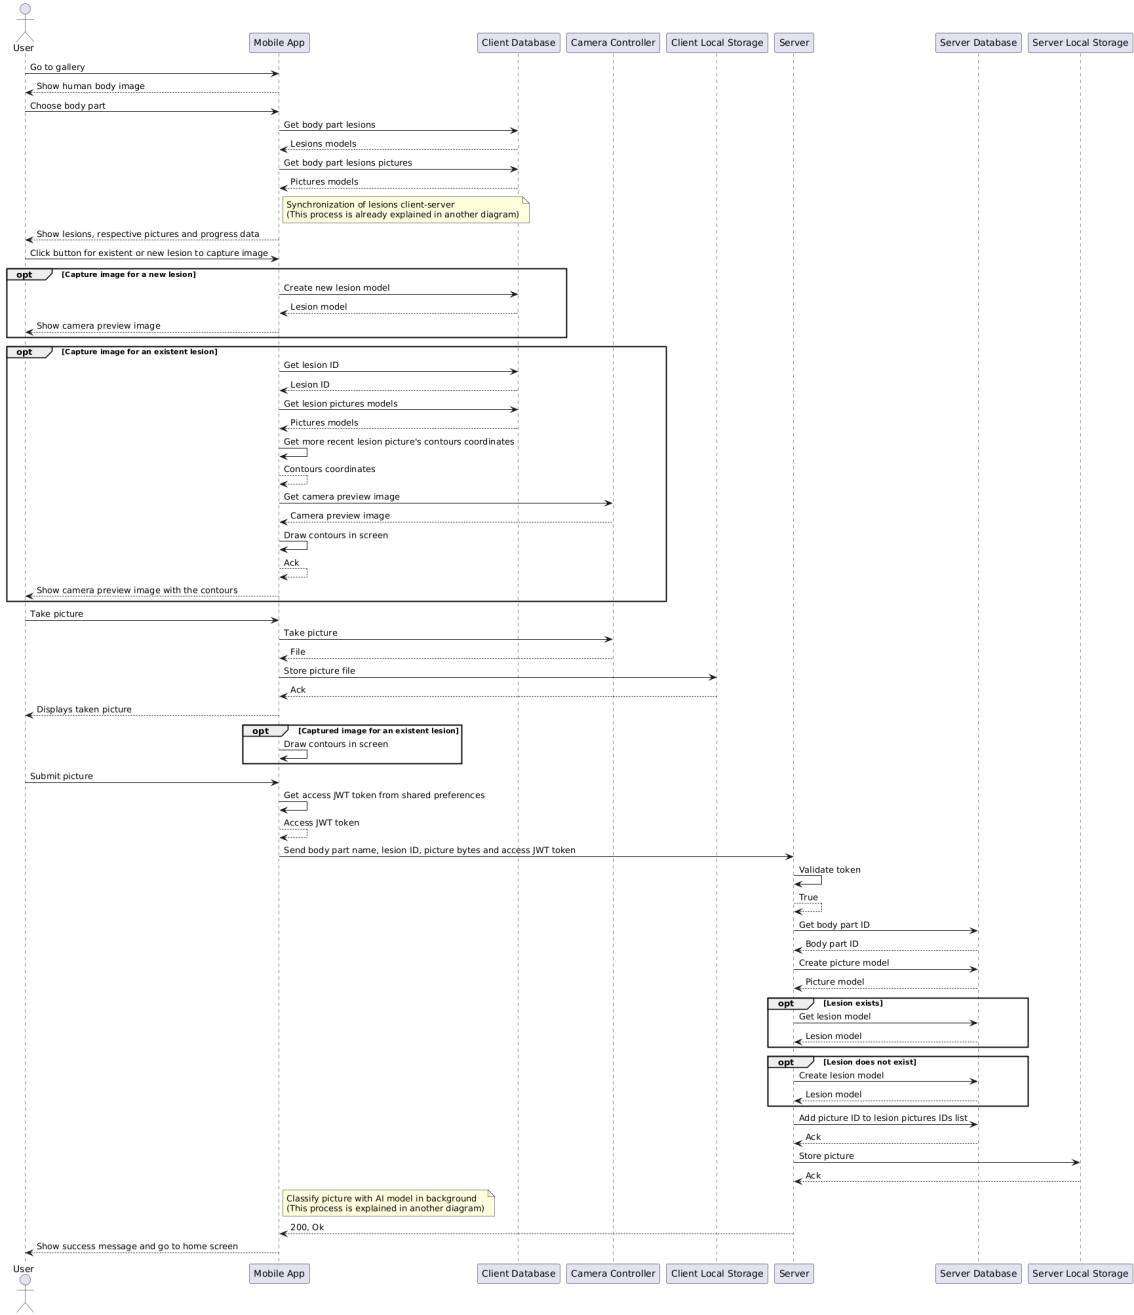 User
Mobile App
Client Database
Camera Controller
Client Local Storage
Server
Server Database
Server Local Storage
Go to gallery
Show human body image
Choose body part
Get body part lesions
Lesions models
Get body part lesions pictures
Pictures models
Synchronization of lesions client-server
(This process is already explained in another diagram)
Show lesions, respective pictures and progress data
Click button for existent or new lesion to capture image
opt [Capture image for a new lesion]
Create new lesion model
Lesion model
Show camera preview image
opt [Capture image for an existent lesion]
Get lesion ID
Lesion ID
Get lesion pictures models
Pictures models
Get more recent lesion picture's contours coordinates
Contours coordinates
Get camera preview image
Camera preview image
Draw contours in screen
Ack
Show camera preview image with the contours
Take picture
Take picture
File
Store picture file
Ack
Displays taken picture
opt [Captured image for an existent lesion]
Draw contours in screen
Submit picture
Get access JWT token from shared preferences
Access JWT token
Send body part name, lesion ID, picture bytes and access JWT token
Validate token
True
Get body part ID
Body part ID
Create picture model
Picture model
opt [Lesion exists]
Get lesion model
Lesion model
opt [Lesion does not exist]
Create lesion model
Lesion model
Add picture ID to lesion pictures IDs list
Ack
Store picture
Ack
Classify picture with AI model in background
(This process is explained in another diagram)
200, Ok
Show success message and go to home screen
User
Mobile App
Client Database
Camera Controller
Client Local Storage
Server
Server Database
Server Local Storage